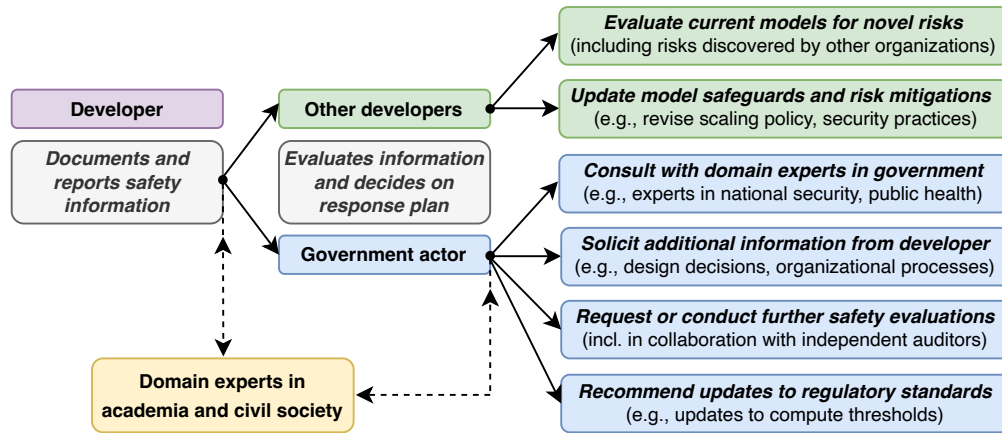 Developer
Documents and
reports safety
information
Other developers
Evaluates information
and decides on
response plan
Government actor
Domain experts in
academia and civil society
Evaluate current models for novel risks
(including risks discovered by other organizations)
Update model safeguards and risk mitigations
(e.g., revise scaling policy, security practices)
Consult with domain experts in government
(e.g., experts in national security, public health)
Solicit additional information from developer
(e.g., design decisions, organizational processes)
Request or conduct further safety evaluations
(incl. in collaboration with independent auditors)
Recommend updates to regulatory standards
(e.g., updates to compute thresholds)